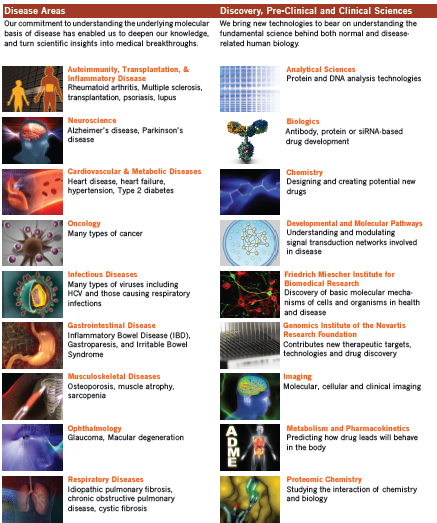 Disease Areas
Our commitment to understanding the underlying molecular
basis of disease has enabled us to deepen our knowledge,
and turn scientific insights into medical breakthroughs.
Autoimmunity, Transplantation, &
Inflammatory Disease
Rheumatoid arthritis, Multiple sclerosis,
transplantation, psoriasis, lupus
Neuroscience
Alzheimer's disease, Parkinson's
disease
Cardiovascular & Metabolic Diseases
Heart disease, heart failure,
hypertension, Type 2 diabetes
Oncology
Many types of cancer
Infectious Diseases
Many types of viruses including
HCV and those causing respiratory
infections
Gastrointestinal Disease
Inflammatory Bowel Disease (IBD),
Gastroparesis, and Irritable Bowel
Syndrome
Musculoskeletal Diseases
Osteoporosis, muscle atrophy,
sarcopenia
Ophthalmology
Glaucoma, Macular degeneration
Respiratory Diseases
Idiopathic pulmonary fibrosis,
chronic obstructive pulmonary
disease, cystic fibrosis
Discovery, Pre-Clinical and Clinical Sciences
We bring new technologies to bear on understanding the
fundamental science behind both normal and disease-
related human biology.
Analytical Sciences
Protein and DNA analysis technologies
Biologics
Antibody, protein or siRNA-based
drug development
Chemistry
Designing and creating potential new
drugs
Developmental and Molecular Pathways
Understanding and modulating
signal transduction networks involved
in disease
Friedrich Miescher Institute for
Biomedical Research
Discovery of basic molecular mecha-
nisms of cells and organisms in health
and disease
Genomics Institute of the Novartis
Research Foundation
Contributes new therapeutic targets,
technologies and drug discovery
Imaging
Molecular, cellular and clinical imaging
ADME
Metabolism and Pharmacokinetics
Predicting how drug leads will behave
in the body
Proteomic Chemistry
Studying the interaction of chemistry
and biology